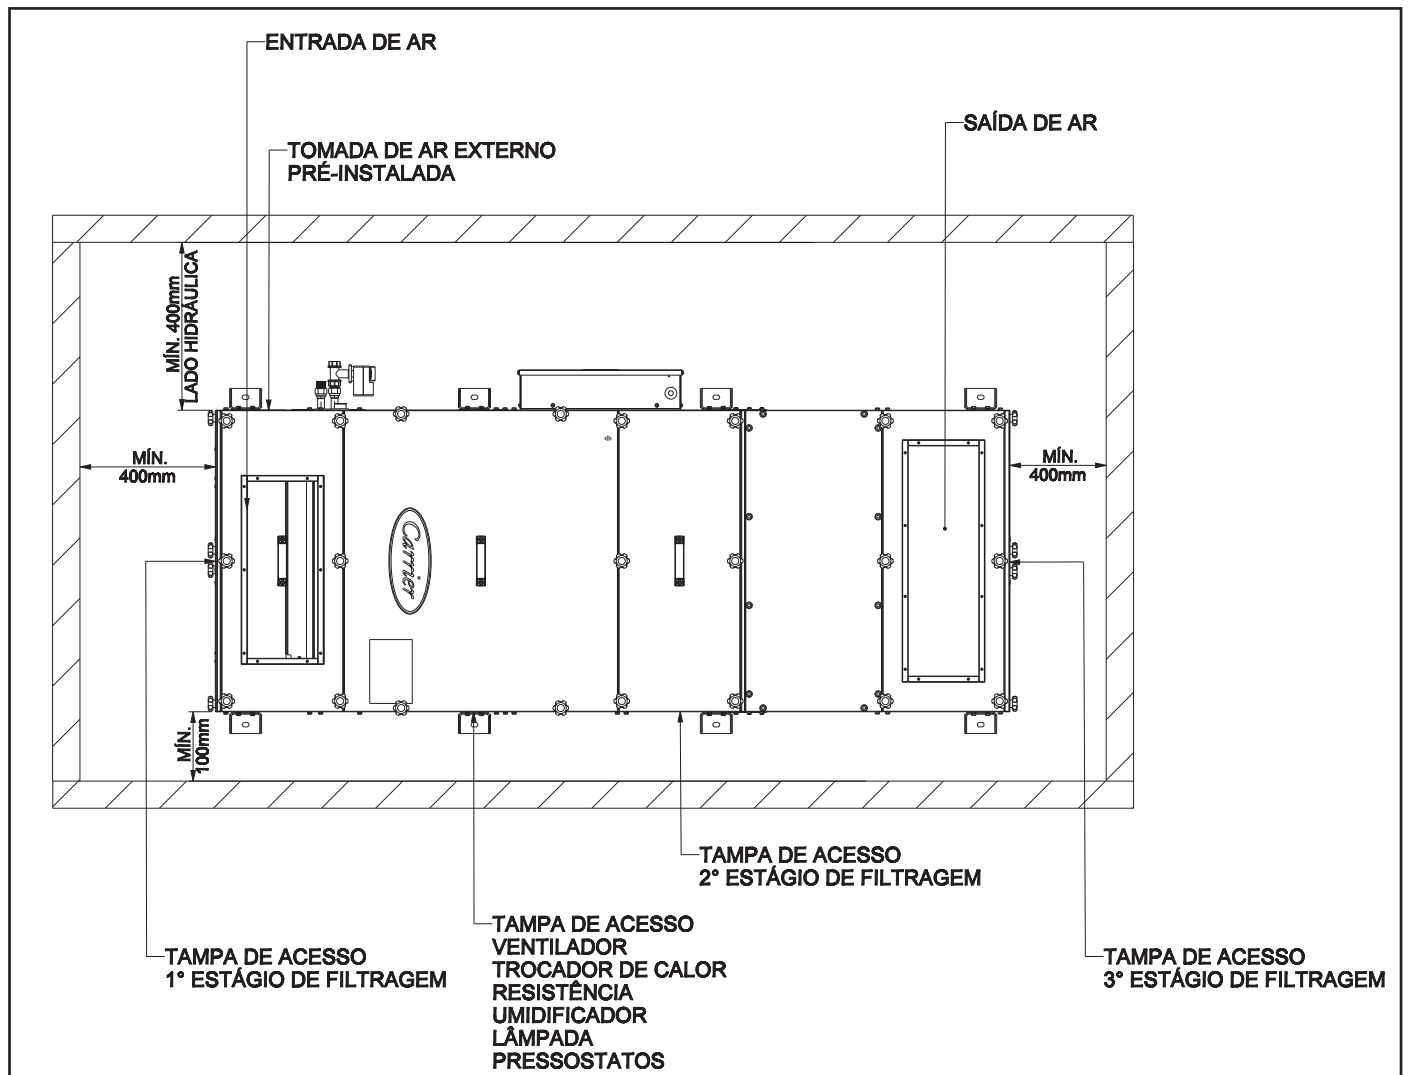 ENTRADA DE AR
SAÍDA DE AR
TOMADA DE AR EXTERNO
PRÉ-INSTALADA
MÍN. 400mm
LADO HIDRÁULICA
MÍN.
400mm
MÍN.
400mm
Carrier
MÍN.
100mm
TAMPA DE ACESSO
2° ESTÁGIO DE FILTRAGEM
TAMPA DE ACESSO
VENTILADOR
TROCADOR DE CALOR
RESISTÊNCIA
UMIDIFICADOR
LÂMPADA
PRESSOSTATOS
TAMPA DE ACESSO
1° ESTÁGIO DE FILTRAGEM
TAMPA DE ACESSO
3° ESTÁGIO DE FILTRAGEM